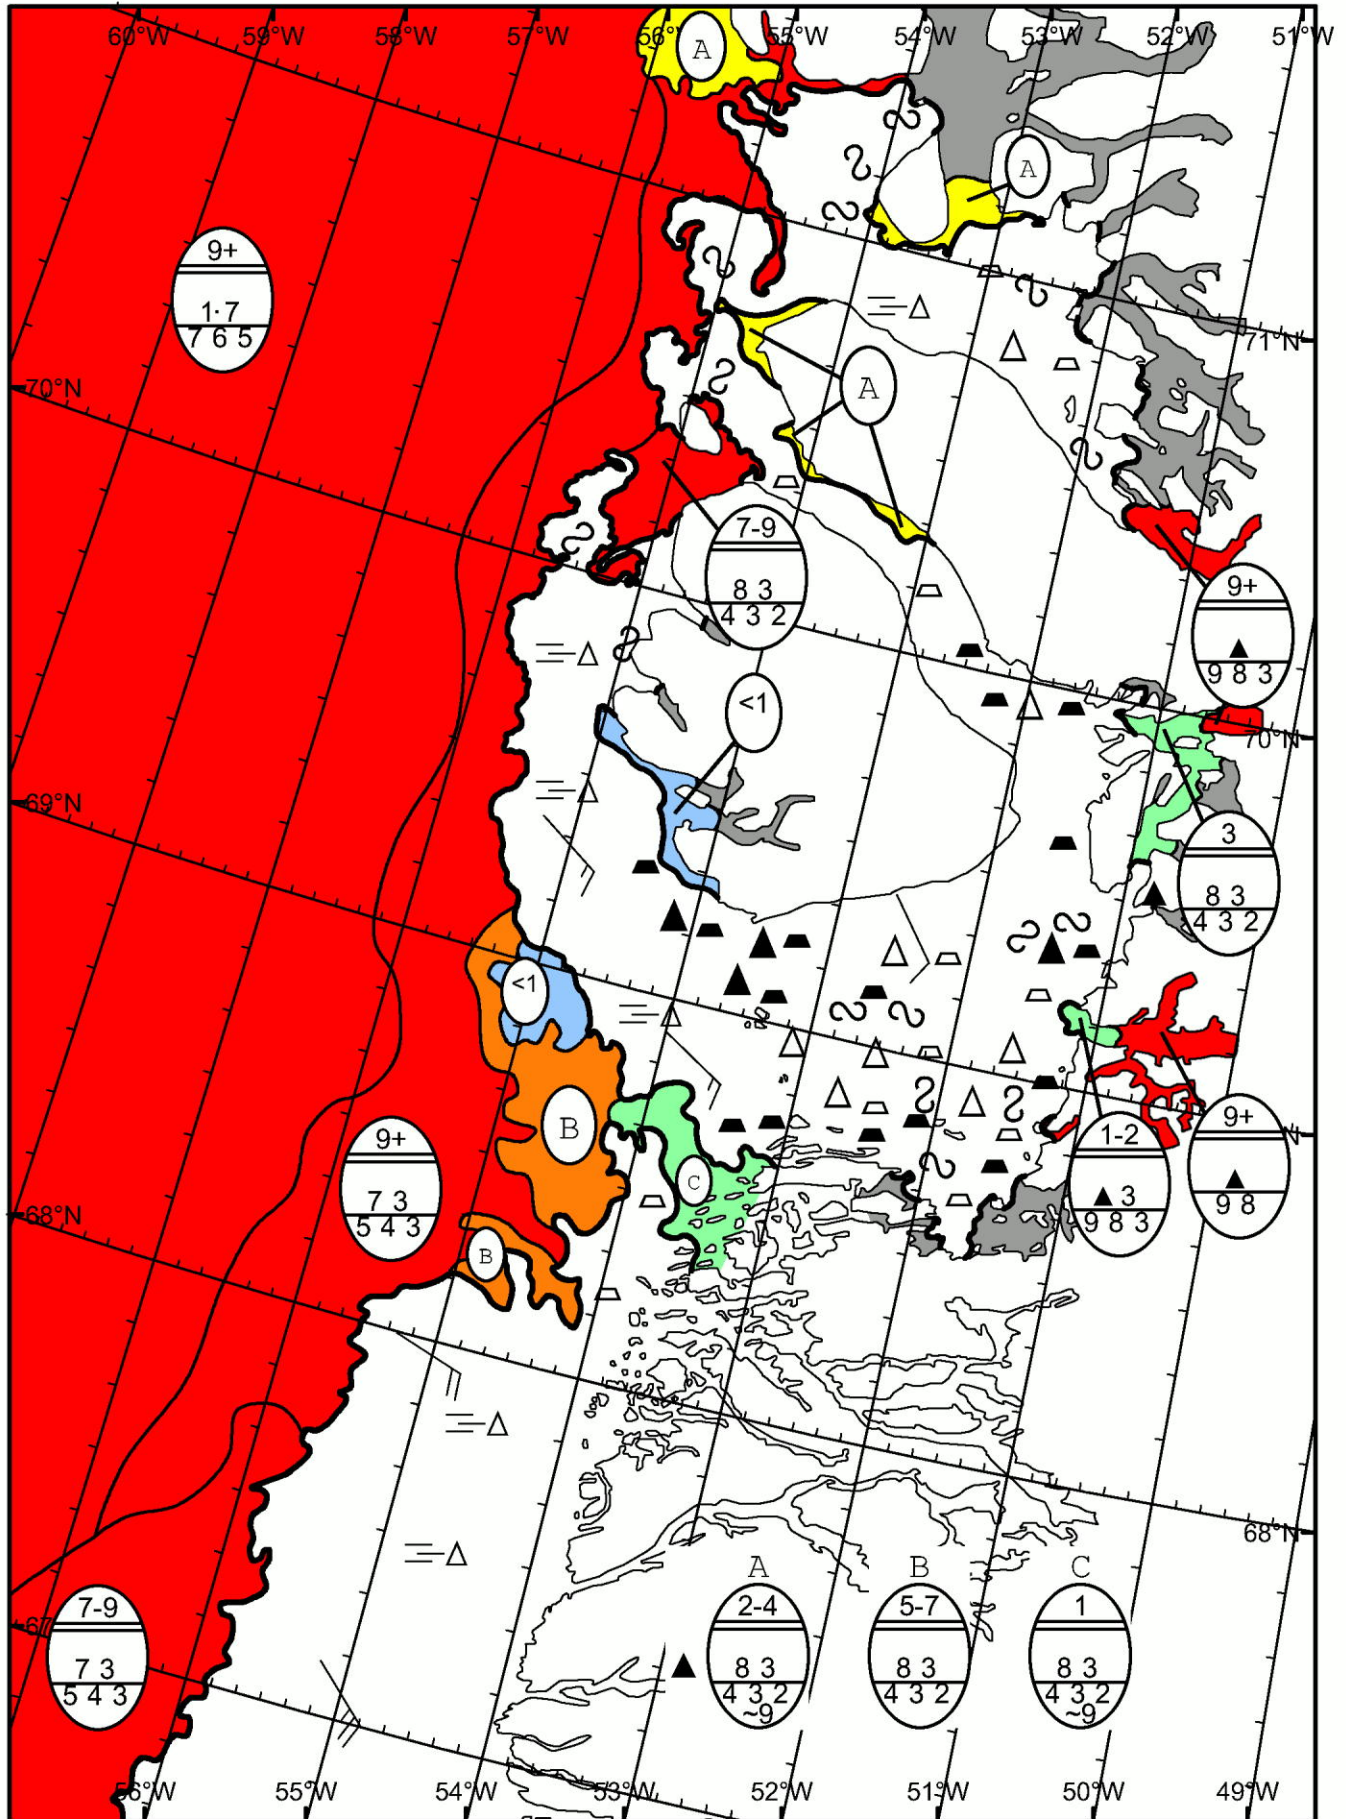 60°W 59°W 58°W 57°W 56°W 55°W 54°W 53°W 52°W 51°W
A
A
9+
1·7
7 6 5
71°N
70°N
A
7-9
8 3
4 3 2
9+
▲
9 8 3
<1
70°N
69°N
3
8 3
4 3 2
<1
B
9+
7 3
5 4 3
C
1-2
▲ 3
9 8 3
9+
▲
9 8
N
68°N
B
68°N
A B C
2-4 5-7 1
8 3 8 3 8 3
4 3 2 4 3 2 4 3 2
~9 ~9
67
7-9
7 3
5 4 3
56°W 55°W 54°W 53°W 52°W 51°W 50°W 49°W